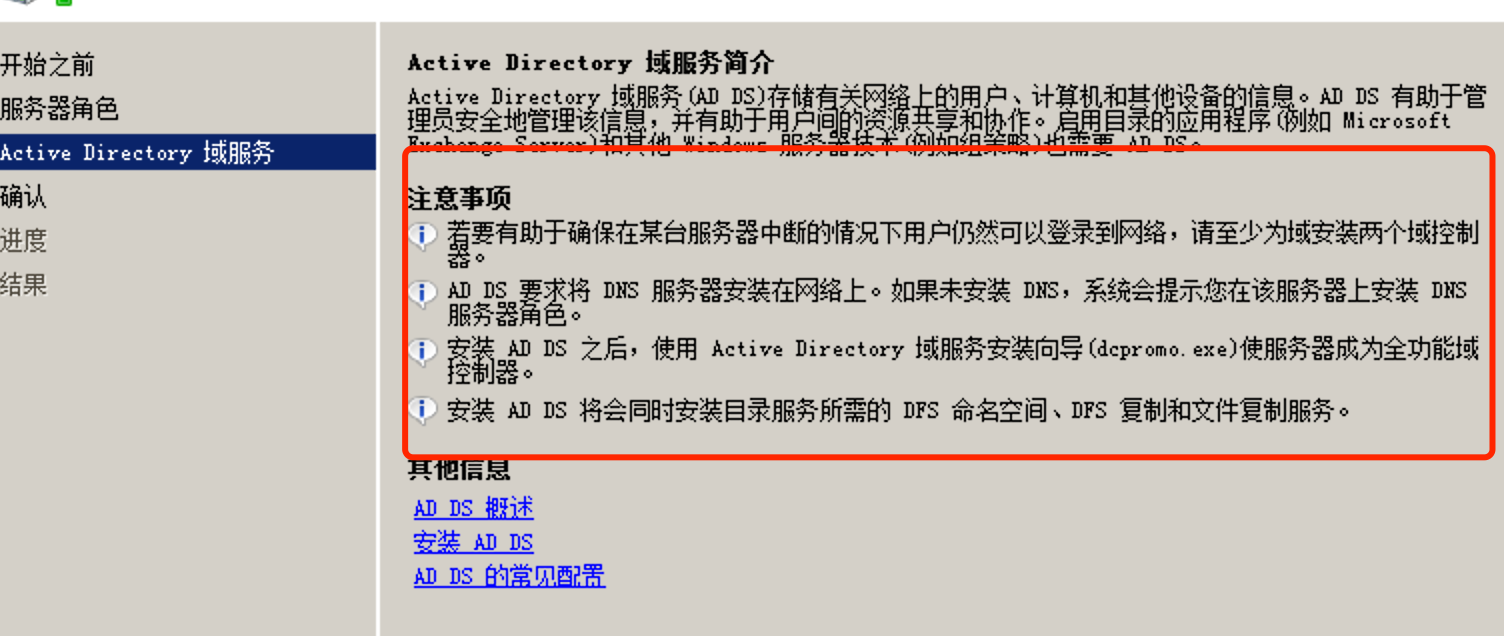 开始之前
服务器角色
Active Directory 域服务
确认
进度
结果
Active Directory 域服务简介
Active Directory 域服务(AD DS)存储有关网络上的用户、计算机和其他设备的信息。AD DS 有助于管
理员安全地管理该信息，并有助于用户间的资源共享和协作。启用目录的应用程序(例如 Microsoft
Exchange Server)和其他 Windows 服务器技术(例如组策略)也需要 AD DS。
注意事项
若要有助于确保在某台服务器中断的情况下用户仍然可以登录到网络，请至少为域安装两个域控制
器。
AD DS 要求将 DNS 服务器安装在网络上。如果未安装 DNS，系统会提示您在该服务器上安装 DNS
服务器角色。
安装 AD DS 之后，使用 Active Directory 域服务安装向导(dcpromo.exe)使服务器成为全功能域
控制器。
安装 AD DS 将会同时安装目录服务所需的 DFS 命名空间、DFS 复制和文件复制服务。
其他信息
AD DS 概述
安装 AD DS
AD DS 的常见配置